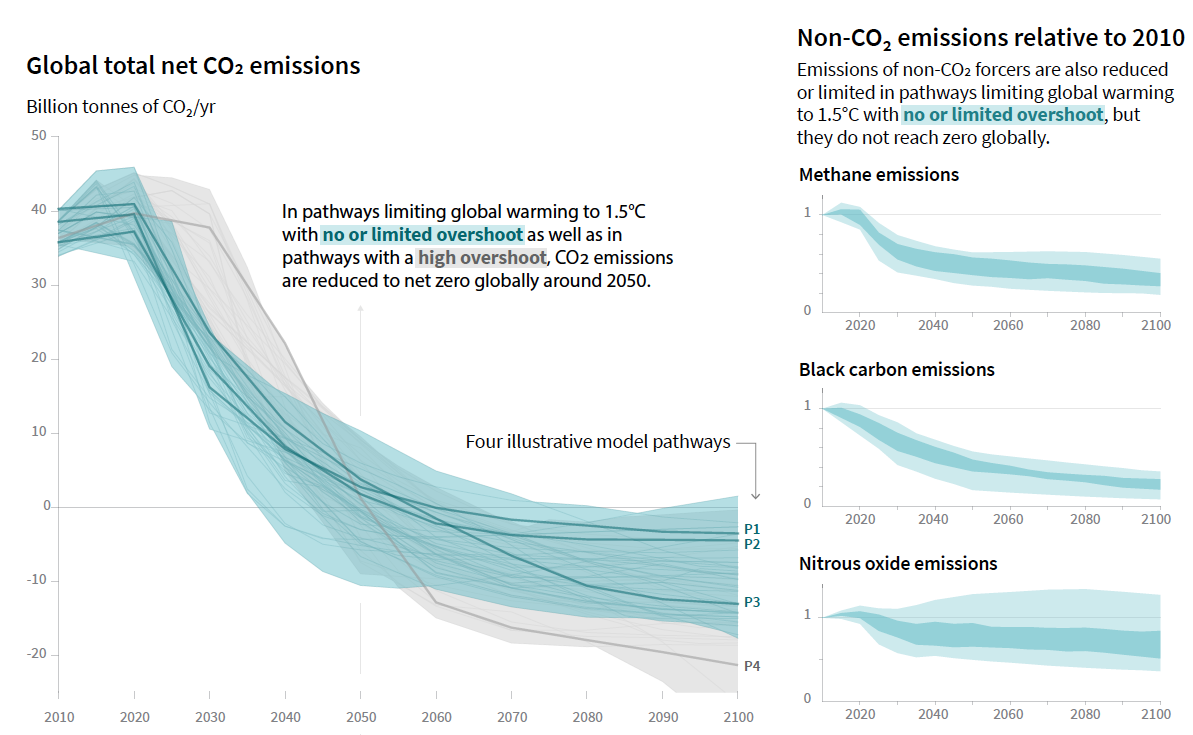 Global total net CO₂ emissions
Billion tonnes of CO₂/yr
50
40
30
20
10
0
-10
-20
2010
2020
2030
2040
2050
2060
2070
2080
2090
2100
In pathways limiting global warming to 1.5°C
with no or limited overshoot as well as in
pathways with a high overshoot, CO₂ emissions
are reduced to net zero globally around 2050.
Four illustrative model pathways
P1
P2
P3
P4
Non-CO₂ emissions relative to 2010
Emissions of non-CO₂ forcers are also reduced
or limited in pathways limiting global warming
to 1.5°C with no or limited overshoot, but
they do not reach zero globally.
Methane emissions
1
0
2020
2040
2060
2080
2100
Black carbon emissions
1
0
2020
2040
2060
2080
2100
Nitrous oxide emissions
1
0
2020
2040
2060
2080
2100